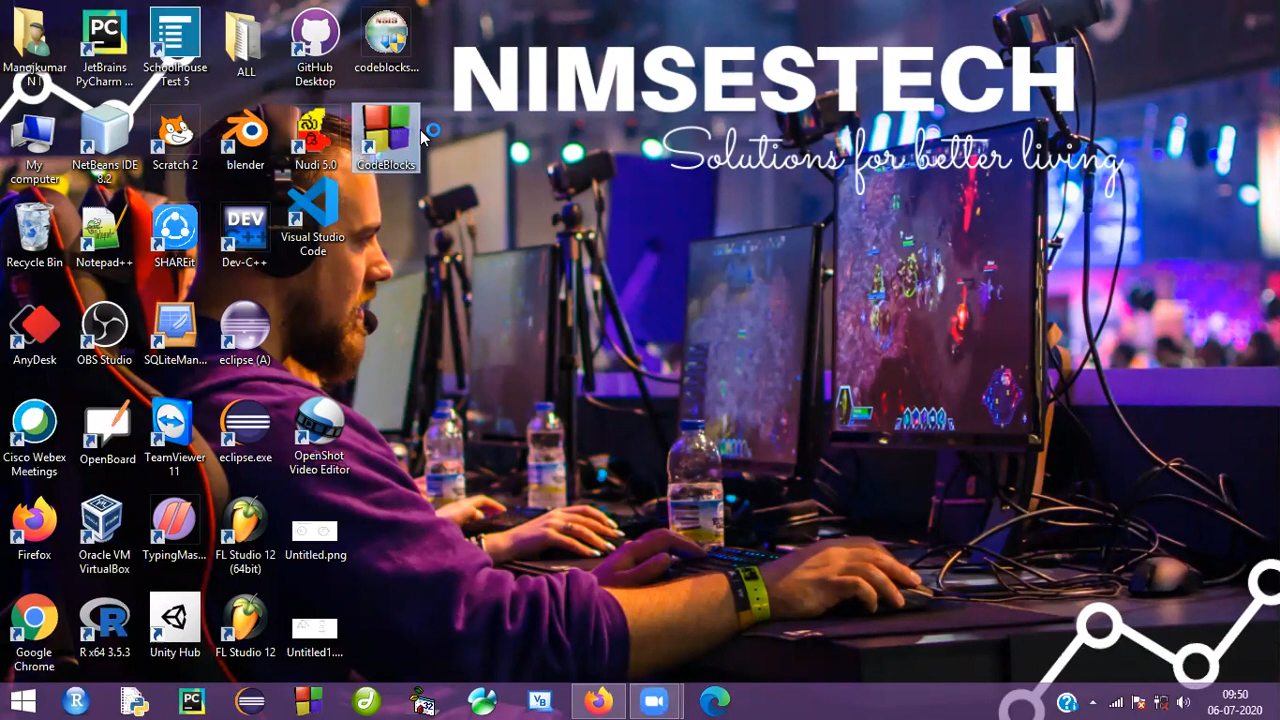 NIMSESTECH
Solutions for better living
Manojkumar
N
JetBrains
PyCharm ...
Schoolhouse
Test 5
ALL
GitHub
Desktop
codeblocks...
My
computer
NetBeans IDE
8.2
Scratch 2
blender
Nudi 5.0
CodeBlocks
Recycle Bin
Notepad++
SHAREit
DEV
Dev-C++
Visual Studio
Code
AnyDesk
OBS Studio
SQLiteMan...
eclipse (A)
Cisco Webex
Meetings
OpenBoard
TeamViewer
11
eclipse.exe
OpenShot
Video Editor
Firefox
Oracle VM
VirtualBox
TypingMas...
FL Studio 12
(64bit)
Untitled.png
Google
Chrome
R x64 3.5.3
Unity Hub
FL Studio 12
Untitled1....
09:50
06-07-2020